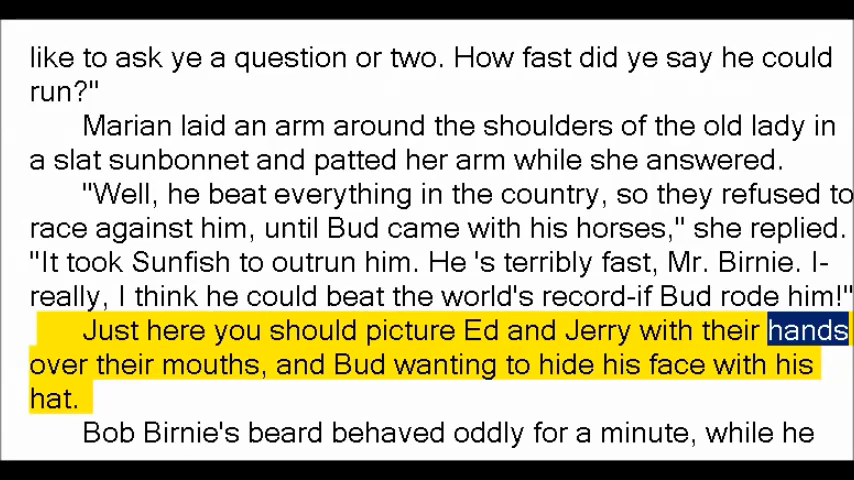 like to ask ye a question or two. How fast did ye say he could
run?"
Marian laid an arm around the shoulders of the old lady in
a slat sunbonnet and patted her arm while she answered.
"Well, he beat everything in the country, so they refused to
race against him, until Bud came with his horses," she replied.
"It took Sunfish to outrun him. He 's terribly fast, Mr. Birnie. I-
really, I think he could beat the world's record-if Bud rode him!"
Just here you should picture Ed and Jerry with their hands
over their mouths, and Bud wanting to hide his face with his
hat.
Bob Birnie's beard behaved oddly for a minute, while he